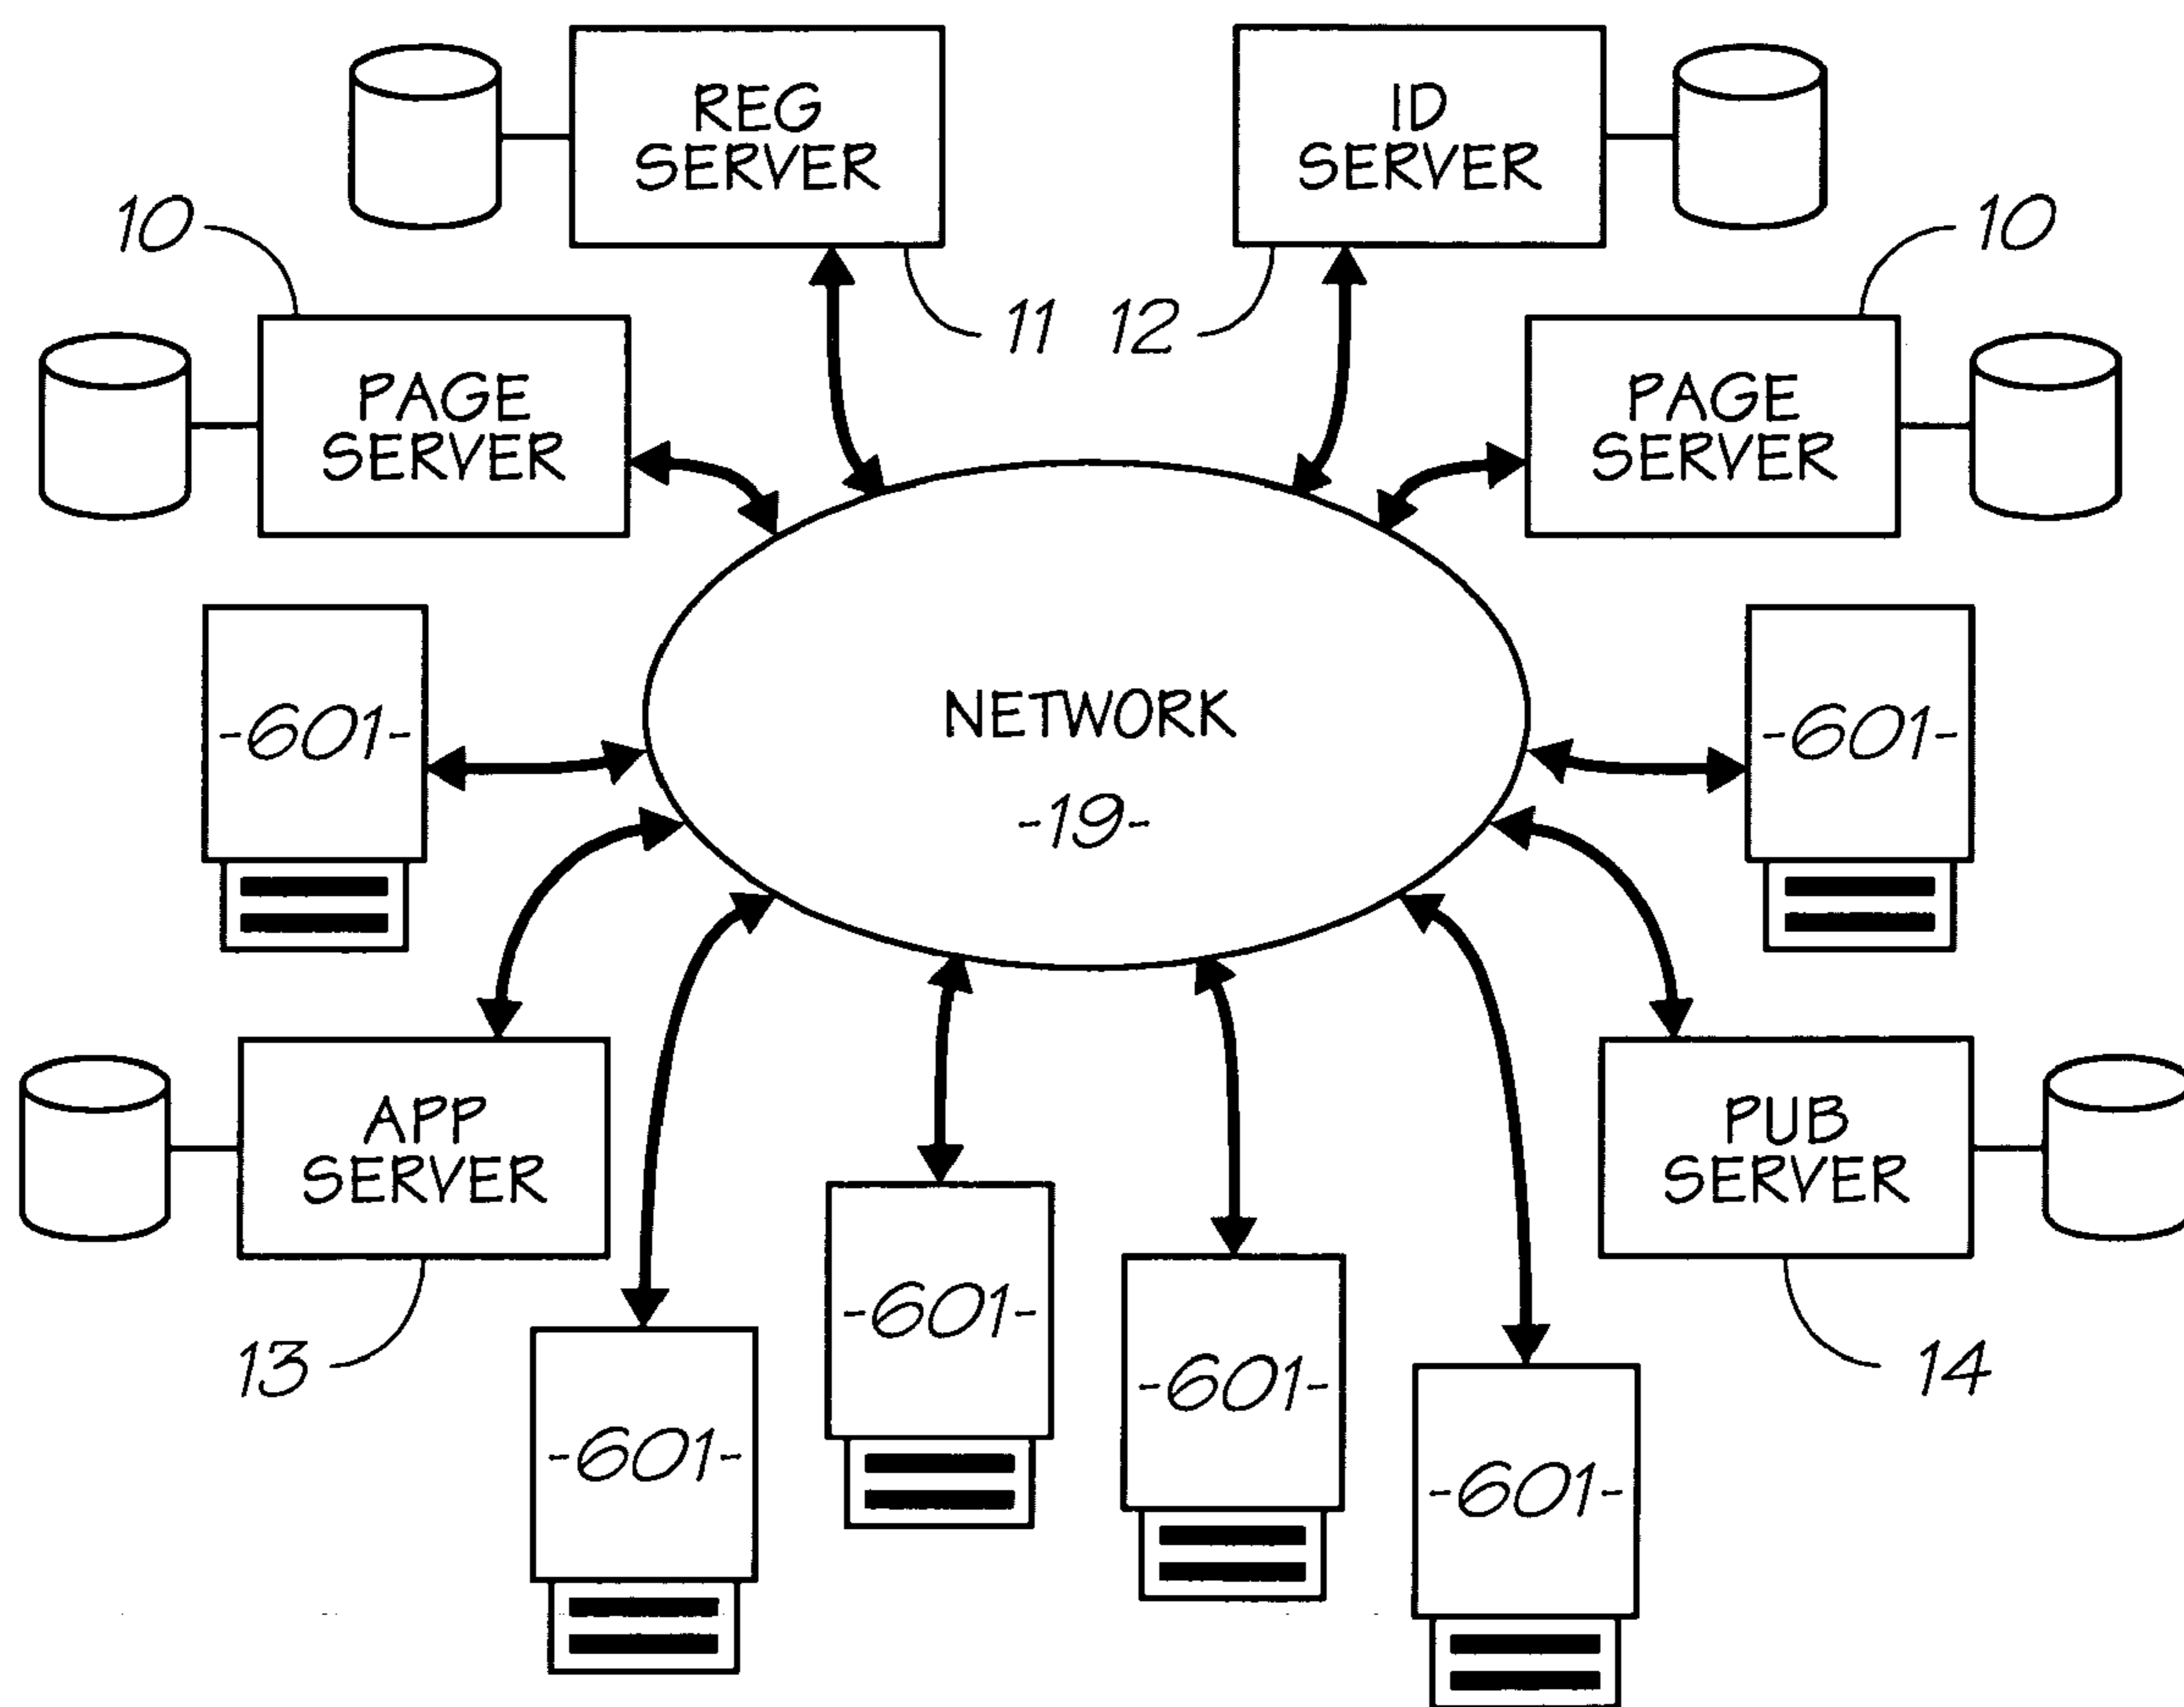 REG
SERVER
ID
SERVER
10
10
11
12
PAGE
SERVER
PAGE
SERVER
-601-
NETWORK
-19-
-601-
APP
SERVER
PUB
SERVER
13
-601-
-601-
-601-
-601-
14